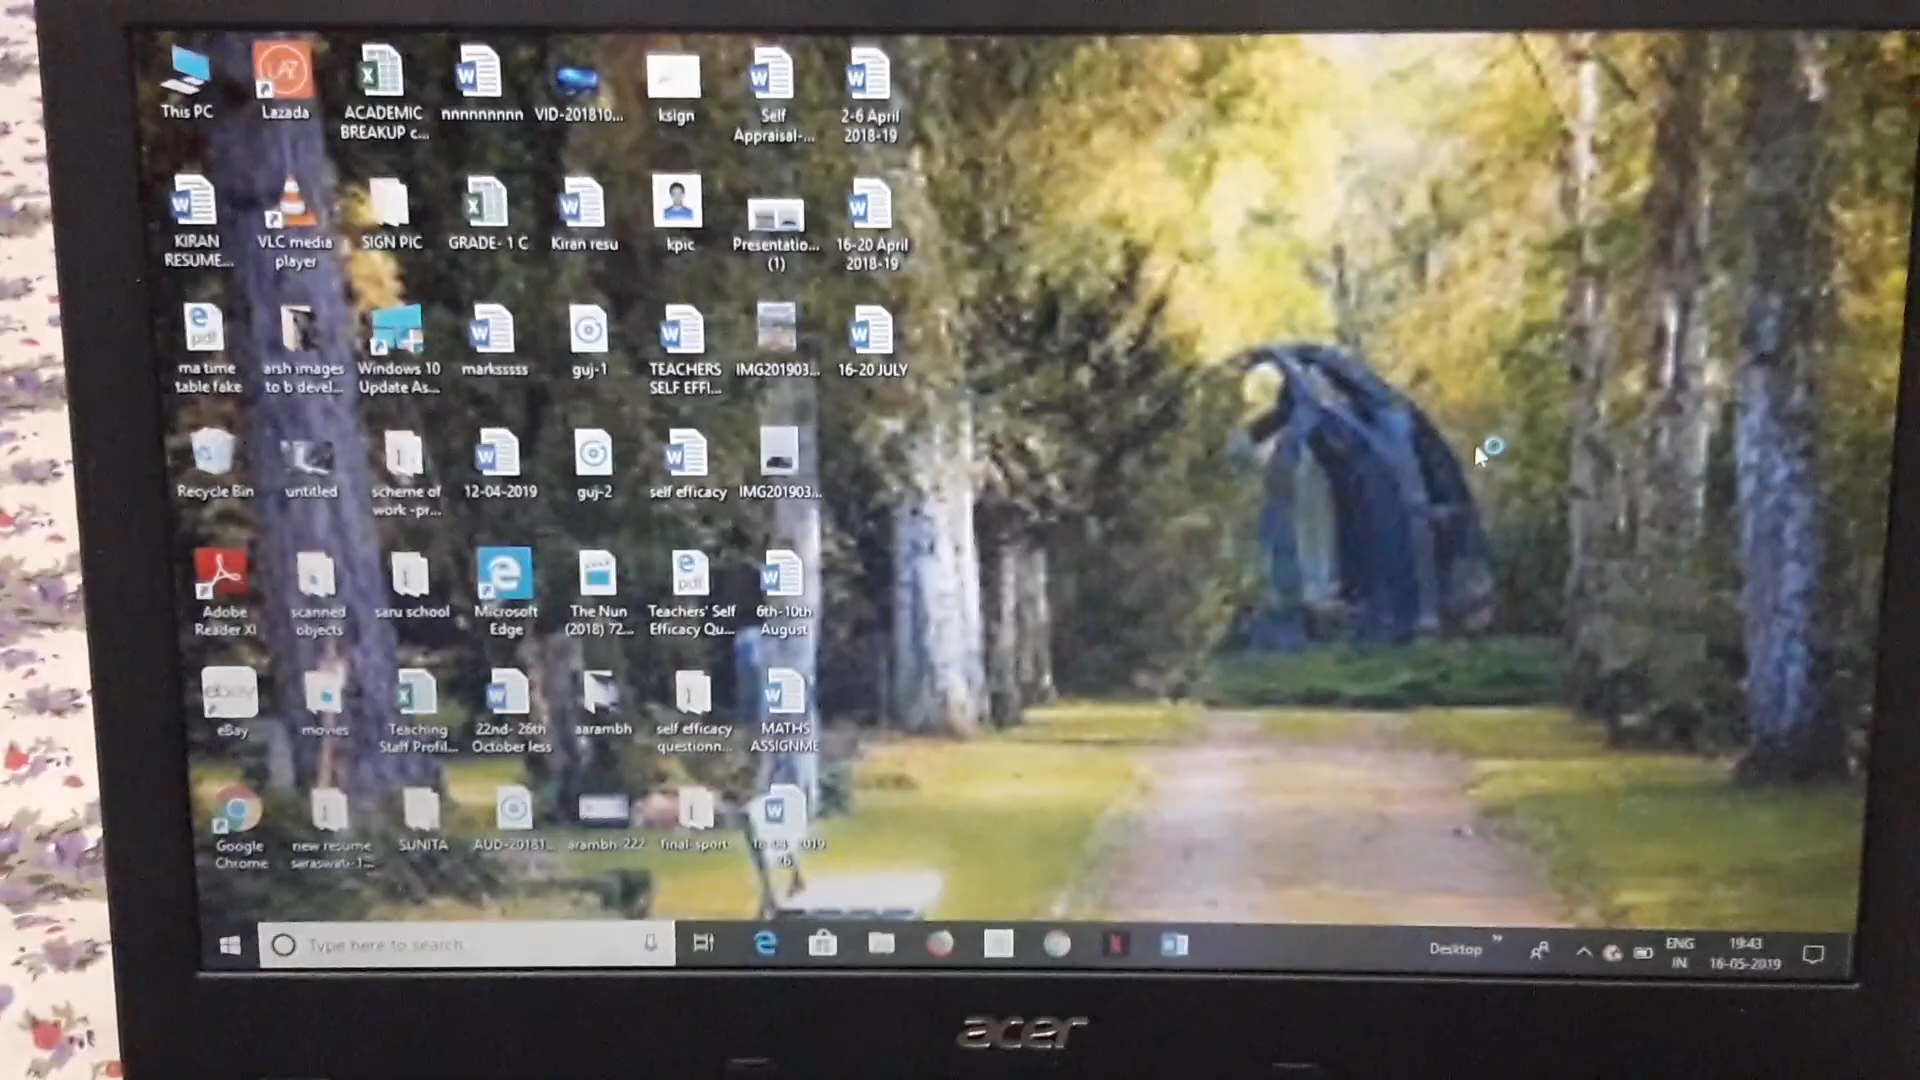 This PC
Lazada
ACADEMIC
BREAKUP c...
nnnnnnnnn
VID-201810...
ksign
Self
Appraisal-...
2-6 April
2018-19
KIRAN
RESUME...
VLC media
player
SIGN PIC
GRADE- 1 C
Kiran resu
kpic
Presentatio...
(1)
16-20 April
2018-19
pdf
ma time
table fake
arsh images
to b devel...
Windows 10
Update As...
marksssss
guj-1
TEACHERS
SELF EFFI...
IMG201903...
16-20 JULY
Recycle Bin
untitled
scheme of
work -pr...
12-04-2019
guj-2
self efficacy
IMG201903...
Adobe
Reader XI
scanned
objects
saru school
Microsoft
Edge
The Nun
(2018) 72...
pdf
Teachers' Self
Efficacy Qu...
6th-10th
August
ebay
eBay
movies
Teaching
Staff Profil...
22nd- 26th
October less
aarambh
self efficacy
questionn...
MATHS
ASSIGNME
Google
Chrome
new resume
saraswati-1...
SUNITA
AUD-20181...
arambh-222
final sport
Type here to search
Desktop
ENG
IN
19:43
16-05-2019
acer